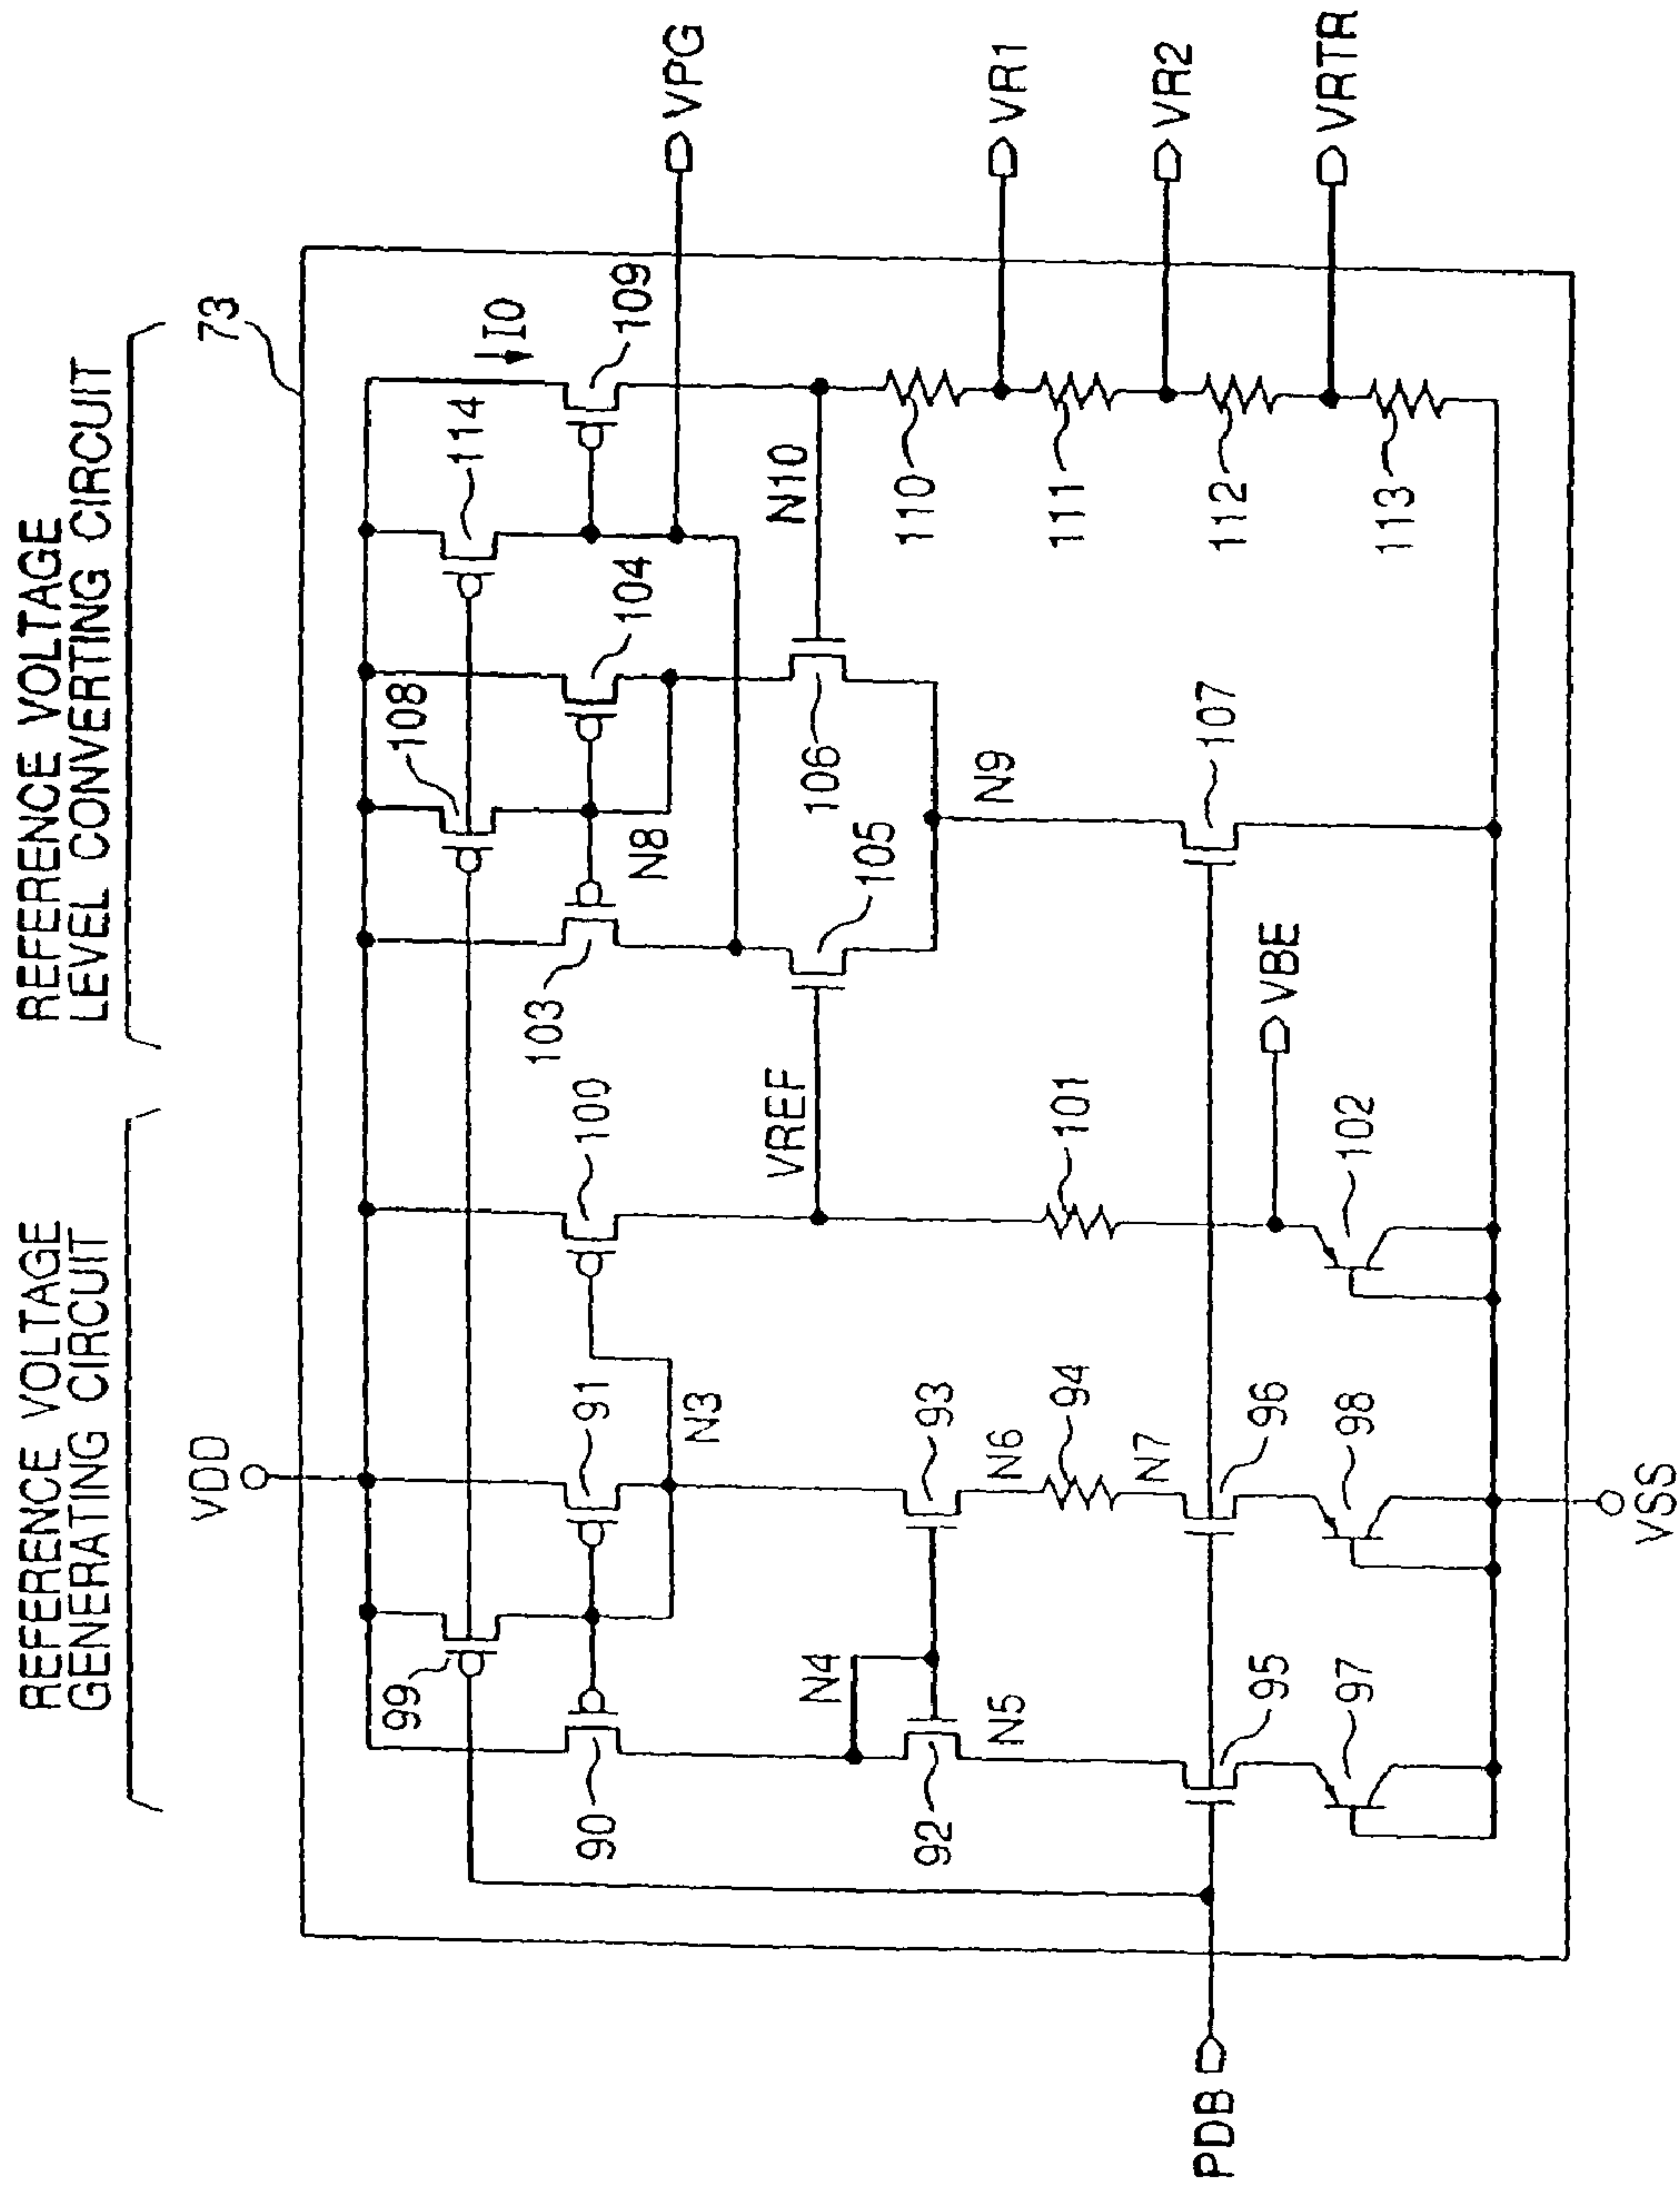 REFERENCE VOLTAGE
GENERATING CIRCUIT
REFERENCE VOLTAGE
LEVEL CONVERTING CIRCUIT
73
VDD
I0
99
108
114
90
91
100
103
104
109
VPG
N3
N8
VREF
N10
N4
92
93
105
106
110
VR1
N5
N6
N9
94
101
111
VR2
N7
112
PDB
95
96
107
VBE
VRTR
97
98
102
113
VSS